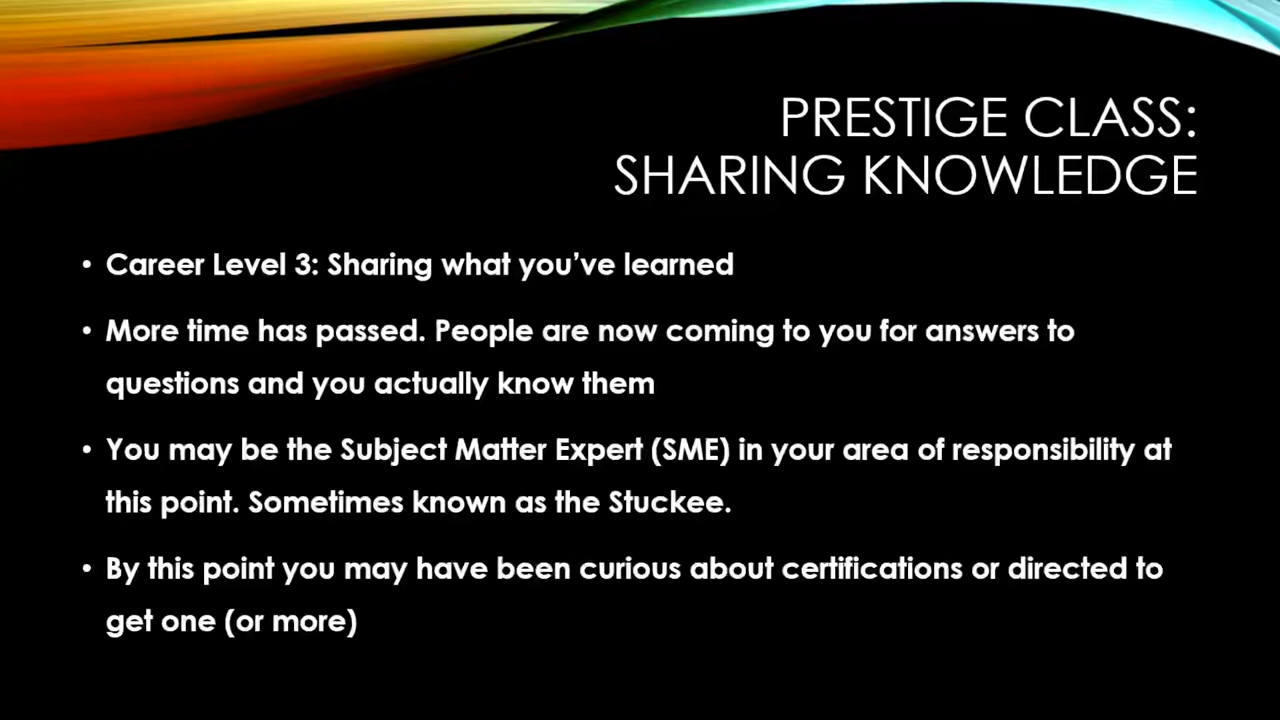 PRESTIGE CLASS:
SHARING KNOWLEDGE
• Career Level 3: Sharing what you’ve learned
• More time has passed. People are now coming to you for answers to
questions and you actually know them
• You may be the Subject Matter Expert (SME) in your area of responsibility at
this point. Sometimes known as the Stuckee.
• By this point you may have been curious about certifications or directed to
get one (or more)